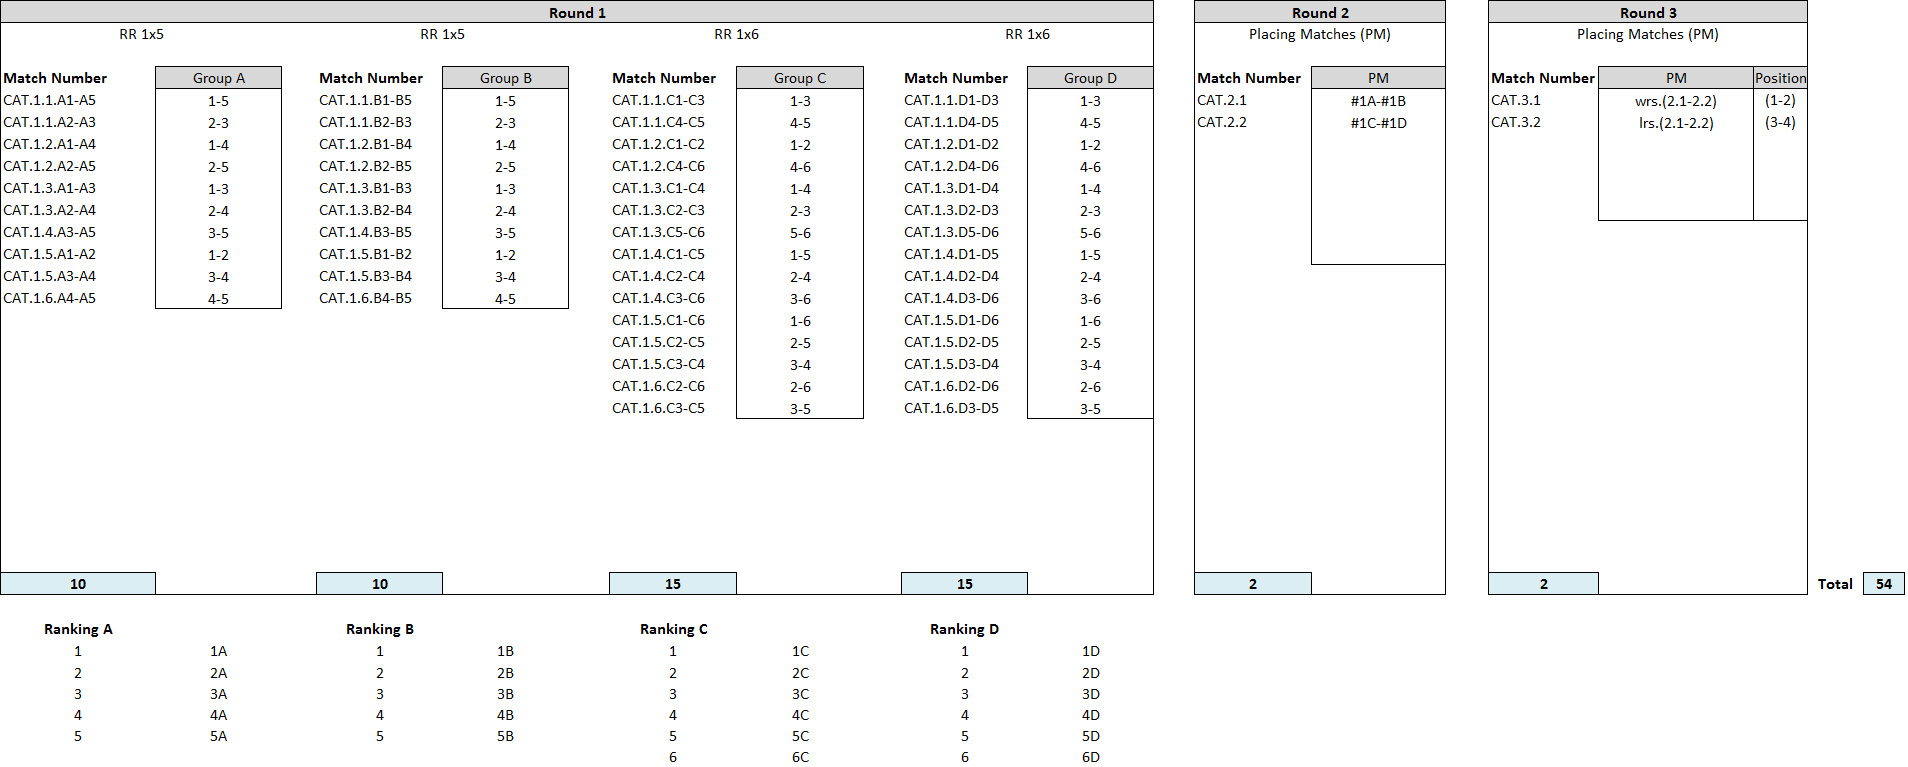 Round 1 Round 2 Round 3
RR 1x5 RR 1x5 RR 1x6 RR 1x6 Placing Matches (PM) Placing Matches (PM)
Match Number Group A Match Number Group B Match Number Group C Match Number Group D Match Number PM Match Number PM Position
CAT.1.1.A1-A5 1-5 CAT.1.1.B1-B5 1-5 CAT.1.1.C1-C3 1-3 CAT.1.1.D1-D3 1-3 CAT.2.1 #1A-#1B CAT.3.1 wrs.(2.1-2.2) (1-2)
CAT.1.1.A2-A3 2-3 CAT.1.1.B2-B3 2-3 CAT.1.1.C4-C5 4-5 CAT.1.1.D4-D5 4-5 CAT.2.2 #1C-#1D CAT.3.2 lrs.(2.1-2.2) (3-4)
CAT.1.2.A1-A4 1-4 CAT.1.2.B1-B4 1-4 CAT.1.2.C1-C2 1-2 CAT.1.2.D1-D2 1-2
CAT.1.2.A2-A5 2-5 CAT.1.2.B2-B5 2-5 CAT.1.2.C4-C6 4-6 CAT.1.2.D4-D6 4-6
CAT.1.3.A1-A3 1-3 CAT.1.3.B1-B3 1-3 CAT.1.3.C1-C4 1-4 CAT.1.3.D1-D4 1-4
CAT.1.3.A2-A4 2-4 CAT.1.3.B2-B4 2-4 CAT.1.3.C2-C3 2-3 CAT.1.3.D2-D3 2-3
CAT.1.4.A3-A5 3-5 CAT.1.4.B3-B5 3-5 CAT.1.3.C5-C6 5-6 CAT.1.3.D5-D6 5-6
CAT.1.5.A1-A2 1-2 CAT.1.5.B1-B2 1-2 CAT.1.4.C1-C5 1-5 CAT.1.4.D1-D5 1-5
CAT.1.5.A3-A4 3-4 CAT.1.5.B3-B4 3-4 CAT.1.4.C2-C4 2-4 CAT.1.4.D2-D4 2-4
CAT.1.6.A4-A5 4-5 CAT.1.6.B4-B5 4-5 CAT.1.4.C3-C6 3-6 CAT.1.4.D3-D6 3-6
CAT.1.5.C1-C6 1-6 CAT.1.5.D1-D6 1-6
CAT.1.5.C2-C5 2-5 CAT.1.5.D2-D5 2-5
CAT.1.5.C3-C4 3-4 CAT.1.5.D3-D4 3-4
CAT.1.6.C2-C6 2-6 CAT.1.6.D2-D6 2-6
CAT.1.6.C3-C5 3-5 CAT.1.6.D3-D5 3-5
10 10 15 15 2 2 Total 54
Ranking A Ranking B Ranking C Ranking D
1 1A 1 1B 1 1C 1 1D
2 2A 2 2B 2 2C 2 2D
3 3A 3 3B 3 3C 3 3D
4 4A 4 4B 4 4C 4 4D
5 5A 5 5B 5 5C 5 5D
6 6C 6 6D